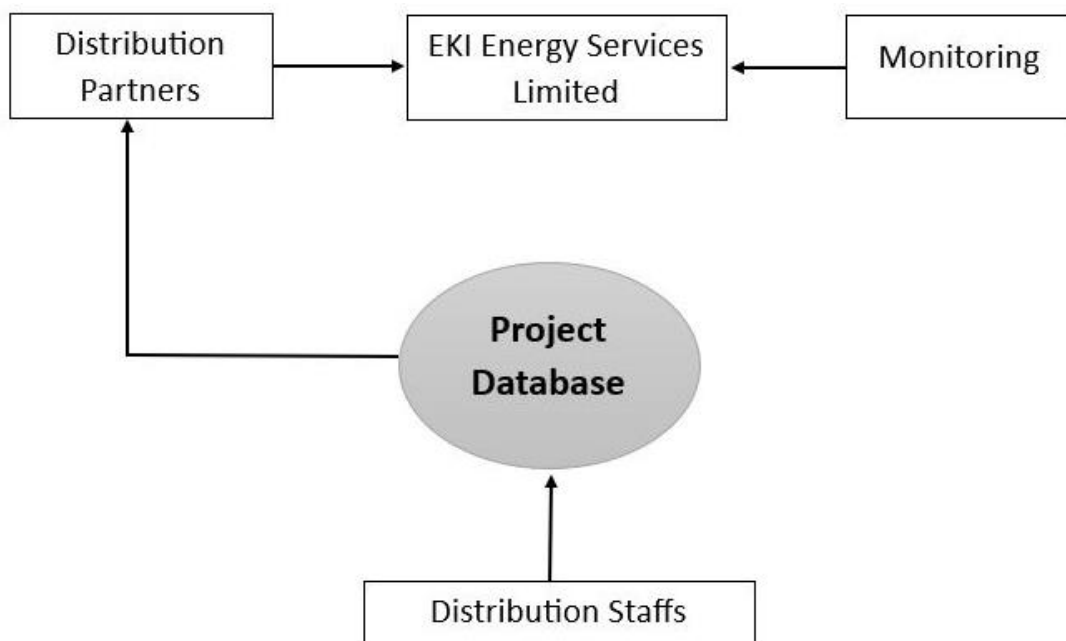 Distribution
Partners
EKI Energy Services
Limited
Monitoring
Project
Database
Distribution Staffs